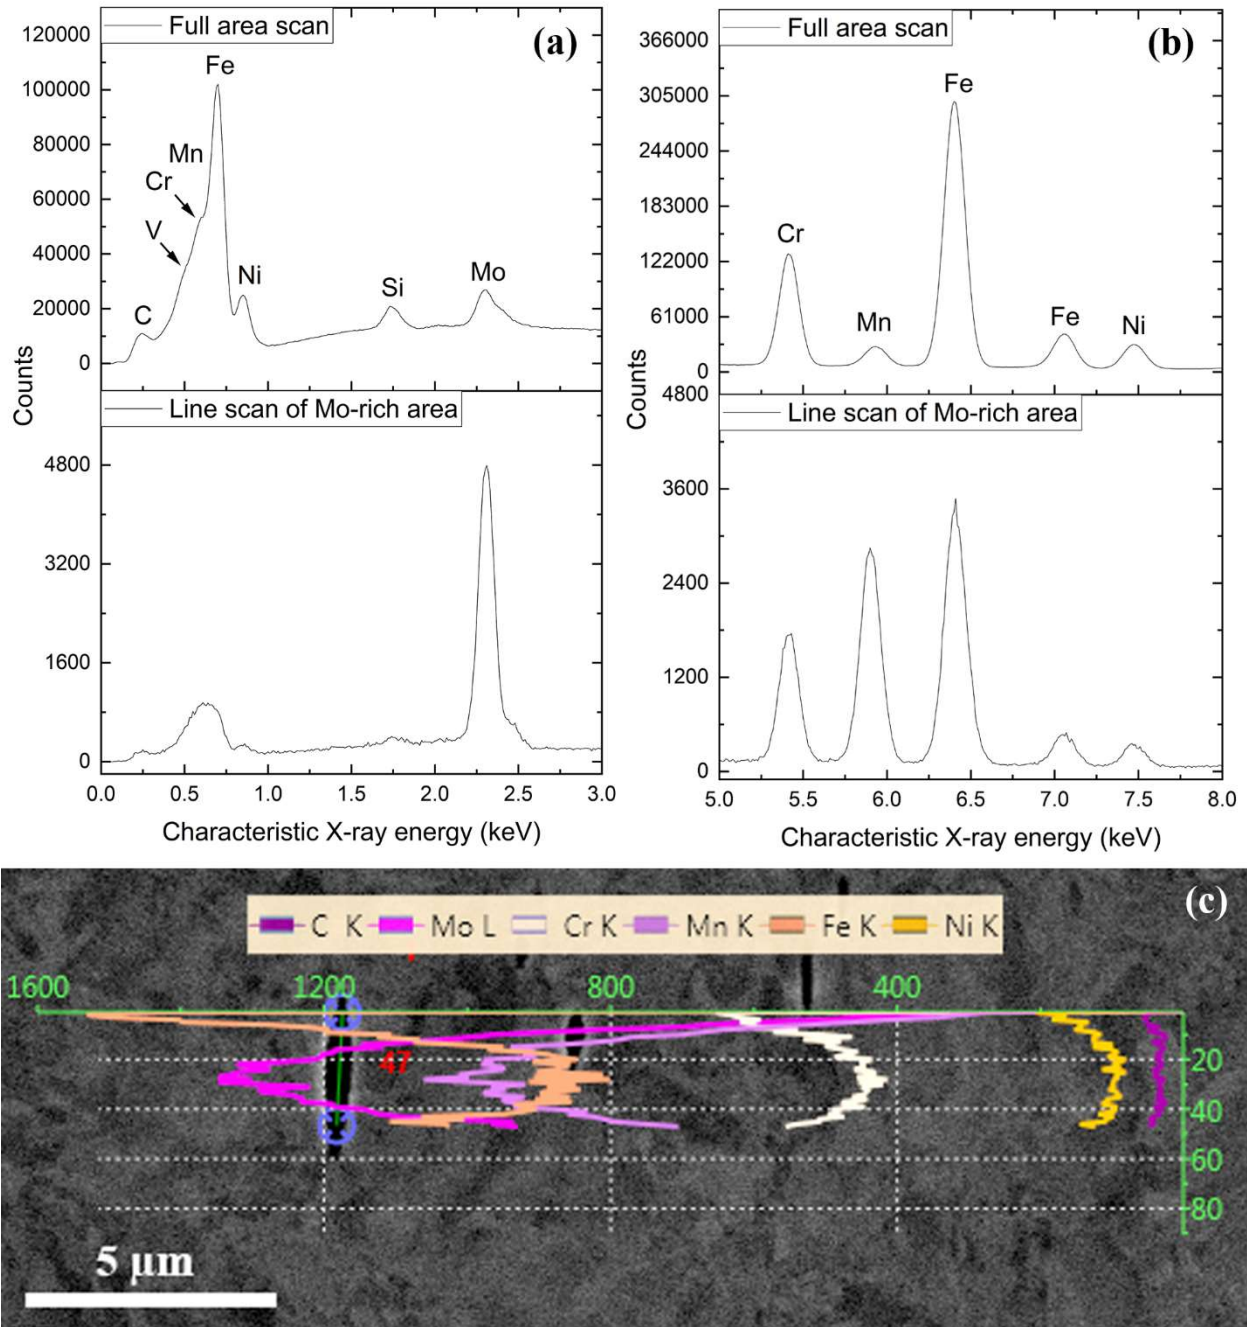 Full area scan
(a)
120000
100000
80000
60000
40000
20000
0
Fe
Mn
Cr
V
C
Ni
Si
Mo
Counts
Line scan of Mo-rich area
4800
3200
1600
0
0.0 0.5 1.0 1.5 2.0 2.5 3.0
Characteristic X-ray energy (keV)
Full area scan
(b)
366000
305000
244000
183000
122000
61000
0
Fe
Cr
Mn
Fe
Ni
Counts
Line scan of Mo-rich area
4800
3600
2400
1200
0
5.0 5.5 6.0 6.5 7.0 7.5 8.0
Characteristic X-ray energy (keV)
(c)
C K Mo L Cr K Mn K Fe K Ni K
1600 1200 800 400
47
20
40
60
80
5 μm